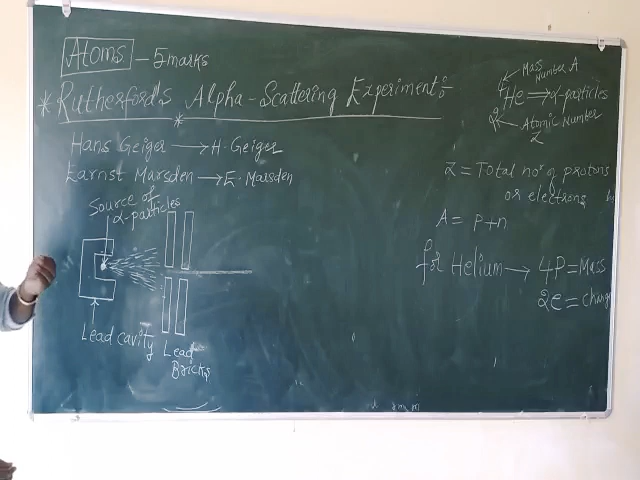 Atoms - 5marks
* Rutherford's Alpha-Scattering Experiment:-
*
Hans Geiger → H. Geiger
Earnst Marsden → E. Marsden
Source of
α-particles
Lead cavity
Lead
Bricks
Mass
Number A
4
He ⇒ α-particles
2
Atomic Number
Z
Z = Total no. of protons
or electrons
A = P+n
for Helium → 4P = Mass
2e = charge